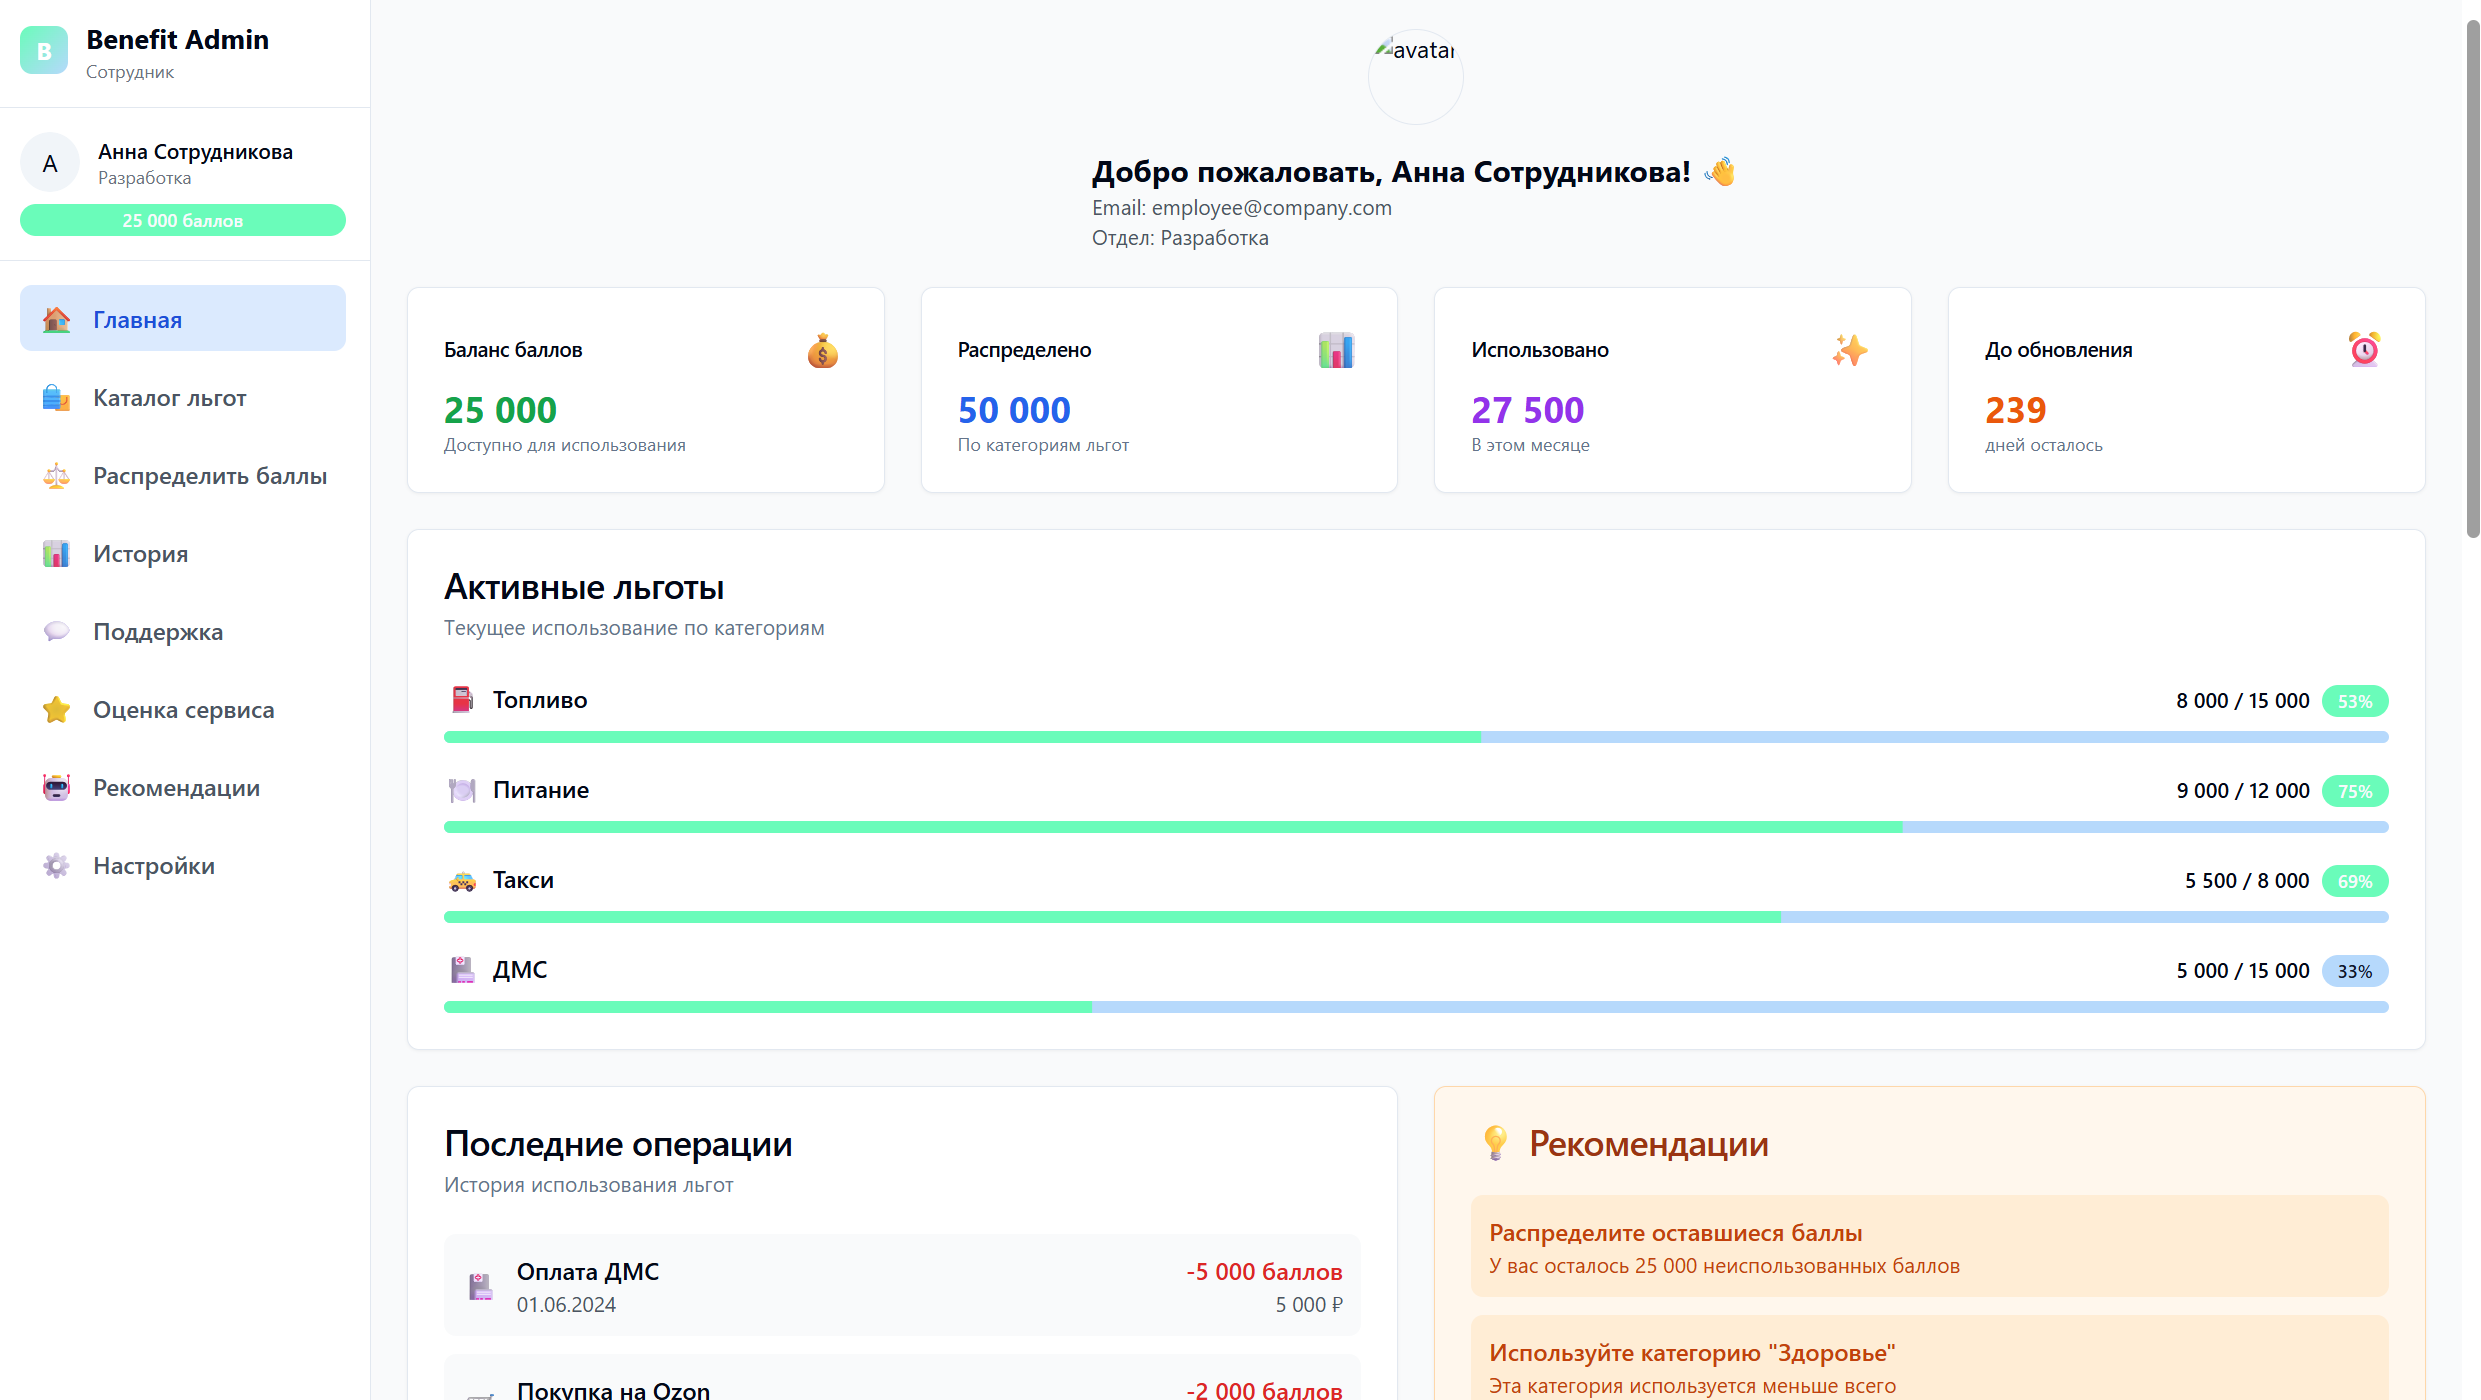 B
Benefit Admin
Сотрудник
А
Анна Сотрудникова
Разработка
25 000 баллов
Главная
Каталог льгот
Распределить баллы
История
Поддержка
Оценка сервиса
Рекомендации
Настройки
avatar
Добро пожаловать, Анна Сотрудникова! 👋
Email: employee@company.com
Отдел: Разработка
Баланс баллов
25 000
Доступно для использования
Распределено
50 000
По категориям льгот
Использовано
27 500
В этом месяце
До обновления
239
дней осталось
Активные льготы
Текущее использование по категориям
Топливо 8 000 / 15 000 53%
Питание 9 000 / 12 000 75%
Такси 5 500 / 8 000 69%
ДМС 5 000 / 15 000 33%
Последние операции
История использования льгот
Оплата ДМС -5 000 баллов
01.06.2024 5 000 ₽
Покупка на Ozon -2 000 баллов
Рекомендации
Распределите оставшиеся баллы
У вас осталось 25 000 неиспользованных баллов
Используйте категорию "Здоровье"
Эта категория используется меньше всего